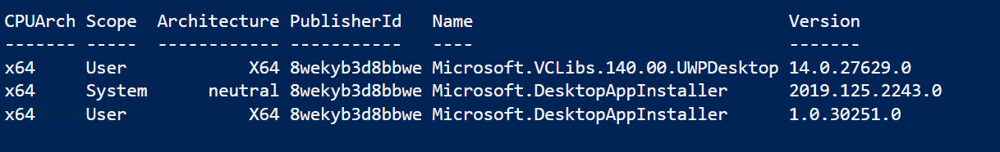 CPUArch Scope Architecture PublisherId Name Version
------- ----- ------------ ----------- ---- -------
x64 User X64 8wekyb3d8bbwe Microsoft.VCLibs.140.00.UWPDesktop 14.0.27629.0
x64 System neutral 8wekyb3d8bbwe Microsoft.DesktopAppInstaller 2019.125.2243.0
x64 User X64 8wekyb3d8bbwe Microsoft.DesktopAppInstaller 1.0.30251.0